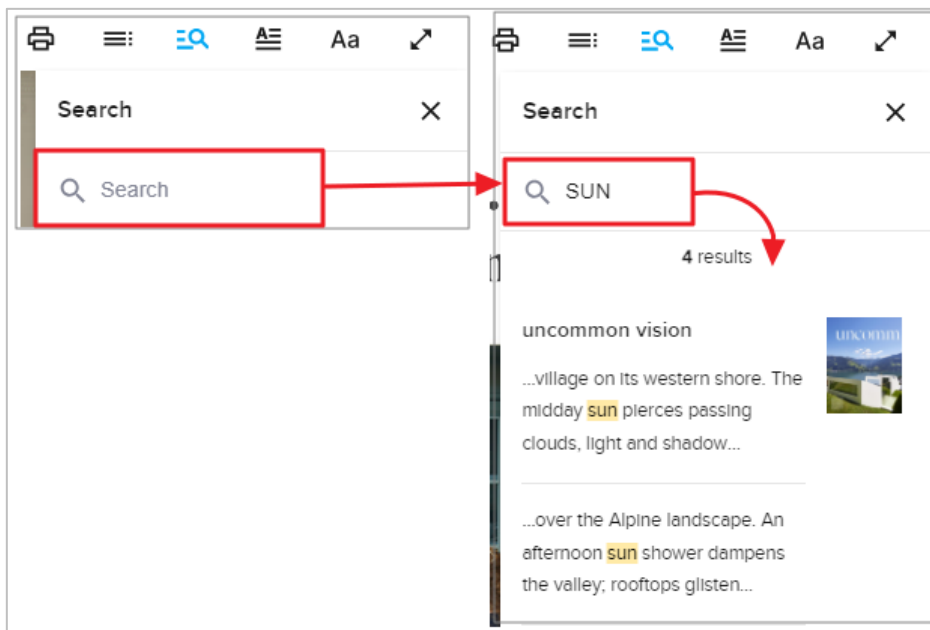 Aa
Search
Search
Aa
Search
SUN
4 results
uncommon vision
uncomm
...village on its western shore. The
midday sun pierces passing
clouds, light and shadow...
...over the Alpine landscape. An
afternoon sun shower dampens
the valley; rooftops glisten...